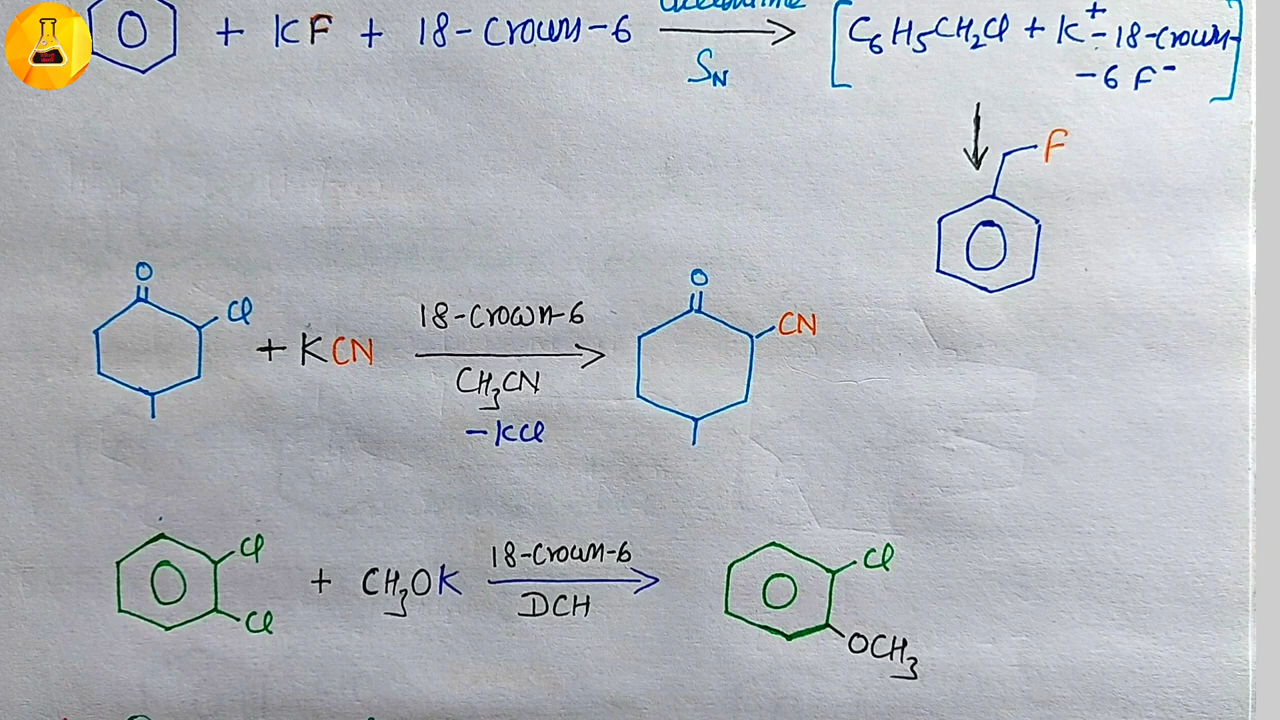 + KF + 18-Crown-6 → [C6H5CH2Cl + K+ -18-Crown-
SN
-6 F-]
F
O
Cl + KCN 18-Crown-6 →
CH3CN
-KCl
O
CN
Cl
Cl + CH3OK 18-Crown-6 →
DCH
Cl
OCH3